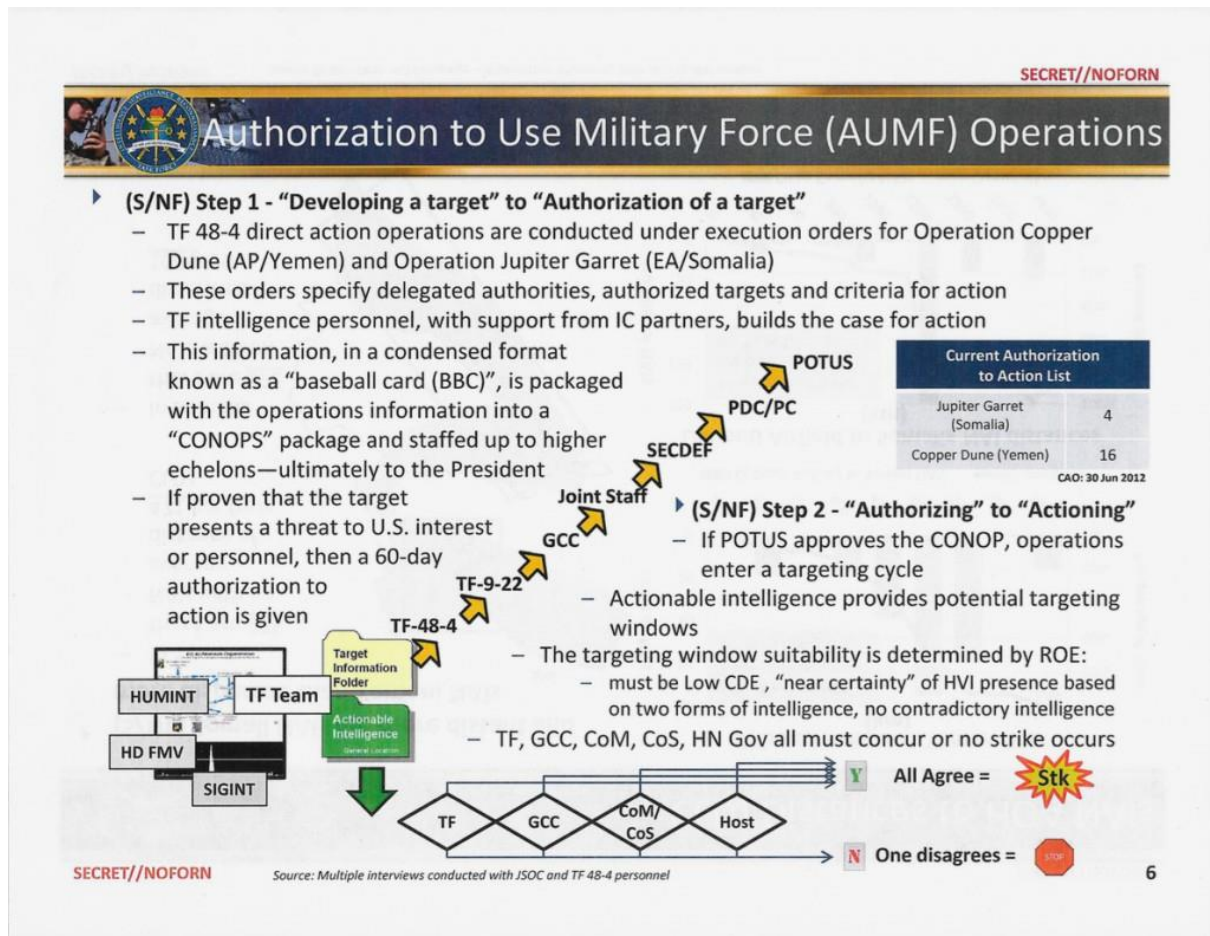 SECRET//NOFORN
Authorization to Use Military Force (AUMF) Operations
(S/NF) Step 1 - “Developing a target” to “Authorization of a target”
– TF 48-4 direct action operations are conducted under execution orders for Operation Copper
Dune (AP/Yemen) and Operation Jupiter Garret (EA/Somalia)
– These orders specify delegated authorities, authorized targets and criteria for action
– TF intelligence personnel, with support from IC partners, builds the case for action
– This information, in a condensed format
known as a “baseball card (BBC)”, is packaged
with the operations information into a
“CONOPS” package and staffed up to higher
echelons—ultimately to the President
– If proven that the target
presents a threat to U.S. interest
or personnel, then a 60-day
authorization to
action is given
POTUS
PDC/PC
SECDEF
Joint Staff
GCC
TF-9-22
TF-48-4
Current Authorization
to Action List
Jupiter Garret
(Somalia) 4
Copper Dune (Yemen) 16
CAO: 30 Jun 2012
(S/NF) Step 2 - “Authorizing” to “Actioning”
– If POTUS approves the CONOP, operations
enter a targeting cycle
– Actionable intelligence provides potential targeting
windows
– The targeting window suitability is determined by ROE:
– must be Low CDE , “near certainty” of HVI presence based
on two forms of intelligence, no contradictory intelligence
– TF, GCC, CoM, CoS, HN Gov all must concur or no strike occurs
HUMINT
TF Team
HD FMV
SIGINT
Target
Information
Folder
Actionable
Intelligence
General Location
TF
GCC
CoM/
CoS
Host
Y All Agree = Stk
N One disagrees = STOP
SECRET//NOFORN
Source: Multiple interviews conducted with JSOC and TF 48-4 personnel
6